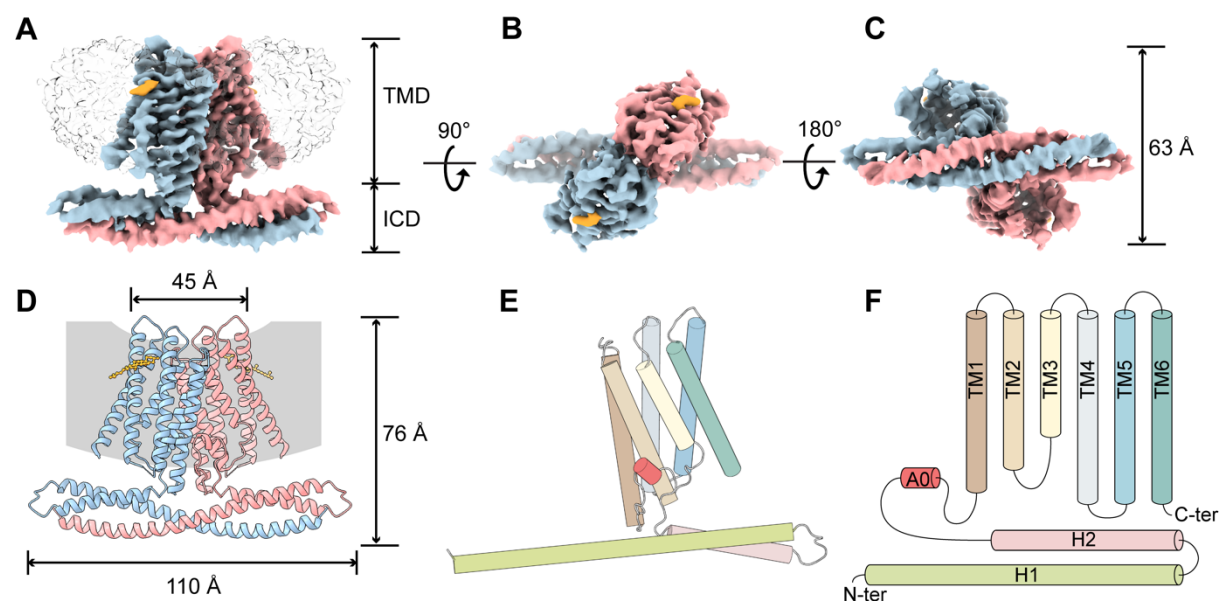 A
B
C
TMD
ICD
90°
180°
63 Å
D
E
F
45 Å
76 Å
110 Å
TM1
TM2
TM3
TM4
TM5
TM6
A0
C-ter
H2
H1
N-ter